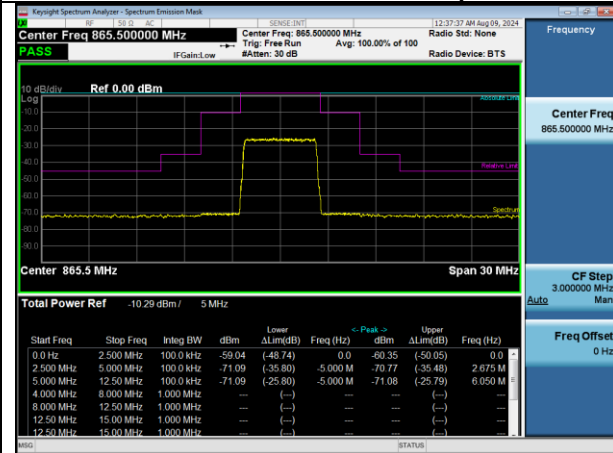 Keysight Spectrum Analyzer - Spectrum Emission Mask
RF 50 Ω AC SENSE:INT 12:37:37 AM Aug 09, 2024
Center Freq 865.500000 MHz
Center Freq: 865.500000 MHz
Radio Std: None
PASS
Trig: Free Run Avg: 100.00% of 100
IFGain:Low #Atten: 30 dB Radio Device: BTS
10 dB/div Ref 0.00 dBm
Log
Absolute Limit
-10.0
-20.0
-30.0
-40.0
-50.0
Relative Limit
-60.0
-70.0
Spectrum
-80.0
-90.0
Center 865.5 MHz Span 30 MHz
Total Power Ref -10.29 dBm / 5 MHz
Lower <- Peak -> Upper
Start Freq Stop Freq Integ BW dBm ΔLim(dB) Freq (Hz) dBm ΔLim(dB) Freq (Hz)
0.0 Hz 2.500 MHz 100.0 kHz -59.04 (-48.74) 0.0 -60.35 (-50.05) 0.0
2.500 MHz 5.000 MHz 100.0 kHz -71.09 (-35.80) -5.000 M -70.77 (-35.48) 2.675 M
5.000 MHz 12.50 MHz 100.0 kHz -71.09 (-25.80) -5.000 M -71.08 (-25.79) 6.050 M
4.000 MHz 8.000 MHz 1.000 MHz --- (---) --- --- (---) ---
8.000 MHz 12.50 MHz 1.000 MHz --- (---) --- --- (---) ---
12.50 MHz 15.00 MHz 1.000 MHz --- (---) --- --- (---) ---
12.50 MHz 15.00 MHz 1.000 MHz --- (---) --- --- (---) ---
MSG STATUS
Frequency
Center Freq
865.500000 MHz
CF Step
3.000000 MHz
Auto Man
Freq Offset
0 Hz